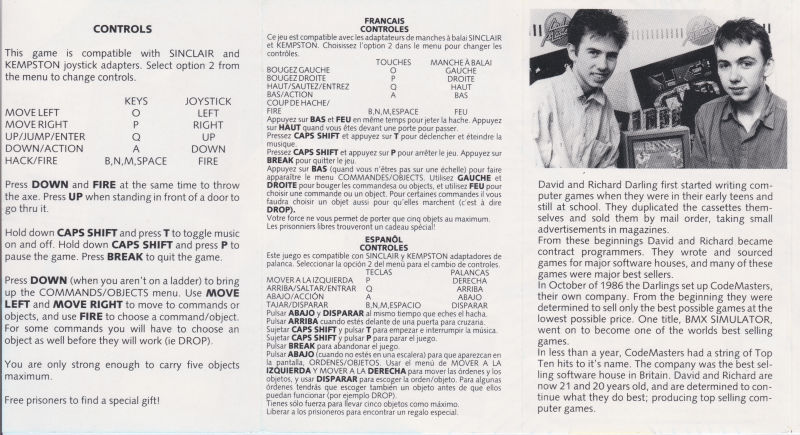 CONTROLS
This game is compatible with SINCLAIR and
KEMPSTON joystick adapters. Select option 2 from
the menu to change controls.
KEYS JOYSTICK
MOVE LEFT O LEFT
MOVE RIGHT P RIGHT
UP/JUMP/ENTER Q UP
DOWN/ACTION A DOWN
HACK/FIRE B,N,M,SPACE FIRE
Press DOWN and FIRE at the same time to throw
the axe. Press UP when standing in front of a door to
go thru it.
Hold down CAPS SHIFT and press T to toggle music
on and off. Hold down CAPS SHIFT and press P to
pause the game. Press BREAK to quit the game.
Press DOWN (when you aren't on a ladder) to bring
up the COMMANDS/OBJECTS menu. Use MOVE
LEFT and MOVE RIGHT to move to commands or
objects, and use FIRE to choose a command/object.
For some commands you will have to choose an
object as well before they will work (ie DROP).
You are only strong enough to carry five objects
maximum.
Free prisoners to find a special gift!
FRANCAIS
CONTROLES
Ce jeu est compatible avec les adaptateurs de manches à balai SINCLAIR
et KEMPSTON. Choisissez l'option 2 dans le menu pour changer les
contrôles.
TOUCHES MANCHE À BALAI
BOUGEZ GAUCHE O GAUCHE
BOUGEZ DROITE P DROITE
HAUT/SAUTEZ/ENTREZ Q HAUT
BAS/ACTION A BAS
COUP DE HACHE/
FIRE B,N,M,ESPACE FEU
Appuyez sur BAS et FEU en même temps pour jeter la hache. Appuyez
sur HAUT quand vous êtes devant une porte pour passer.
Pressez CAPS SHIFT et appuyez sur T pour déclencher et éteindre la
musique.
Pressez CAPS SHIFT et appuyez sur P pour arrêter le jeu. Appuyez sur
BREAK pour quitter le jeu.
Appuyez sur BAS (quand vous n'êtes pas sur une échelle) pour faire
apparaître le menu COMMANDES/OBJECTS. Utilisez GAUCHE et
DROITE pour bouger les commandesa ou objects, et utilisez FEU pour
choisir une commande ou un object. Pour certaines commandes il vous
faudra choisir un objet aussi pour qu'elles marchent (c'est à dire
DROP).
Votre force ne vous permet de porter que cinq objets au maximum.
Les prisonniers libres trouveront un cadeau spécial!
ESPANÔL
CONTROLES
Este juego es compatible con SINCLAIR y KEMPSTON adaptadores de
palanca. Seleccionar la opción 2 del menú para el cambio de controles.
TECLAS PALANCAS
MOVER A LA IZQUIERDA P DERECHA
ARRIBA/SALTAR/ENTRAR Q ARRIBA
ABAJO/ACCIÓN A ABAJO
TAJAR/DISPARAR B,N,M,ESPACIO DISPARAR
Pulsar ABAJO y DISPARAR al mismo tiempo que eches el hacha.
Pulsar ARRIBA cuando estés delante de una puerta para cruzarla.
Sujetar CAPS SHIFT y pulsar T para empezar e interrumpir la música.
Sujetar CAPS SHIFT y pulsar P para parar el juego.
Pulsar BREAK para abandonar el juego.
Pulsar ABAJO (cuando no estés en una escalera) para que aparezcan en
la pantalla, ORDENES/OBJETOS. Usar el menú de MOVER A LA
IZQUIERDA Y MOVER A LA DERECHA para mover las órdenes y los
objetos, y usar DISPARAR para escoger la orden/objeto. Para algunas
órdenes tendrás que escoger también un objeto antes de que ellos
puedan funcionar (por ejemplo DROP).
Tienes sólo fuerza para llevar cinco objetos como máximo.
Liberar a los prisioneros para encontrar un regalo especial.
David and Richard Darling first started writing com-
puter games when they were in their early teens and
still at school. They duplicated the cassettes them-
selves and sold them by mail order, taking small
advertisements in magazines.
From these beginnings David and Richard became
contract programmers. They wrote and sourced
games for major software houses, and many of these
games were major best sellers.
In October of 1986 the Darlings set up CodeMasters,
their own company. From the beginning they were
determined to sell only the best possible games at the
lowest possible price. One title, BMX SIMULATOR,
went on to become one of the worlds best selling
games.
In less than a year, CodeMasters had a string of Top
Ten hits to it's name. The company was the best sel-
ling software house in Britain. David and Richard are
now 21 and 20 years old, and are determined to con-
tinue what they do best; producing top selling com-
puter games.